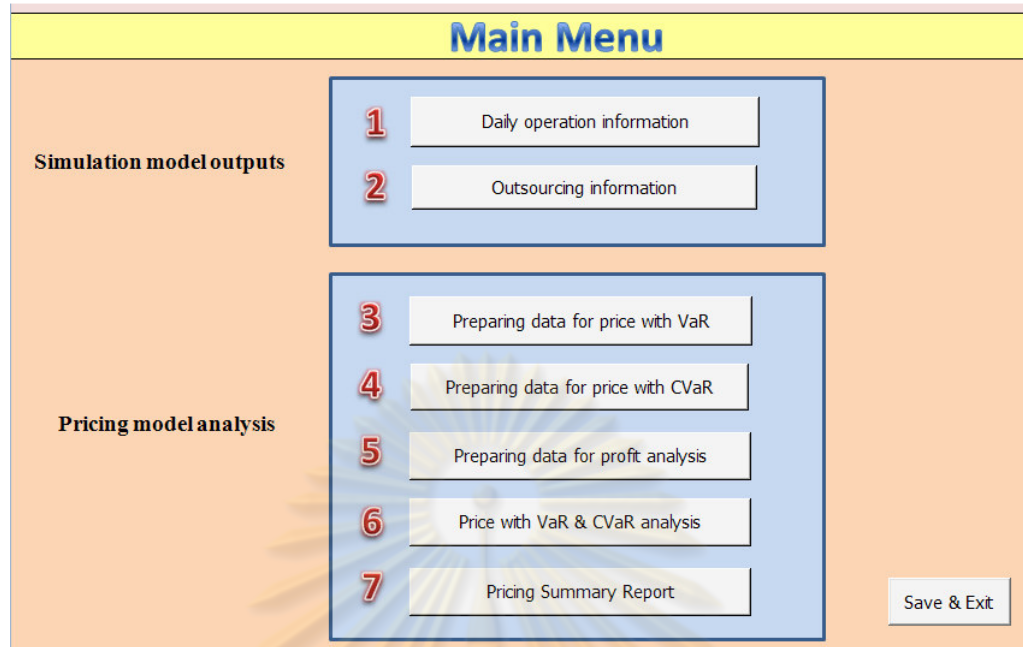 Main Menu
Simulation model outputs
1 Daily operation information
2 Outsourcing information
Pricing model analysis
3 Preparing data for price with VaR
4 Preparing data for price with CVaR
5 Preparing data for profit analysis
6 Price with VaR & CVaR analysis
7 Pricing Summary Report
Save & Exit